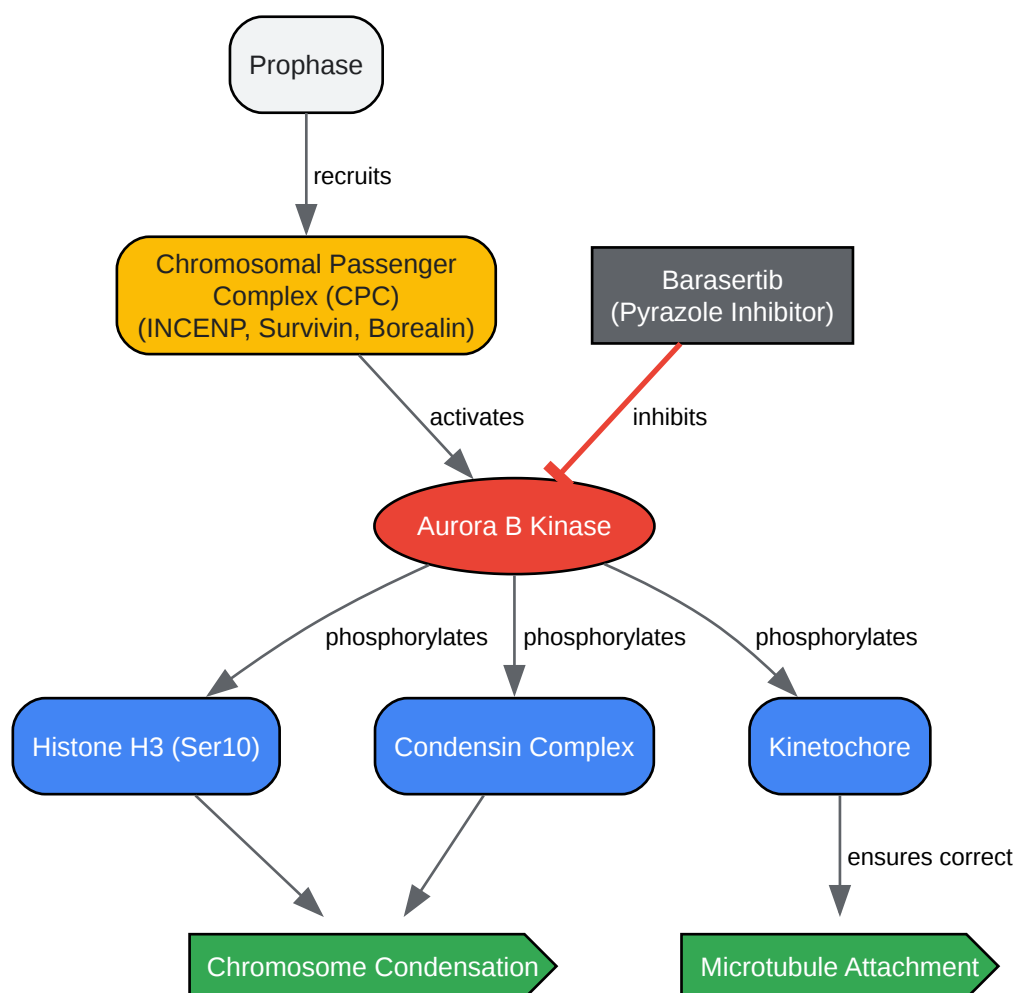 Prophase
recruits
Chromosomal Passenger
Complex (CPC)
(INCENP, Survivin, Borealin)
Barasertib
(Pyrazole Inhibitor)
activates
inhibits
Aurora B Kinase
phosphorylates
phosphorylates
phosphorylates
Histone H3 (Ser10)
Condensin Complex
Kinetochore
ensures correct
Chromosome Condensation
Microtubule Attachment